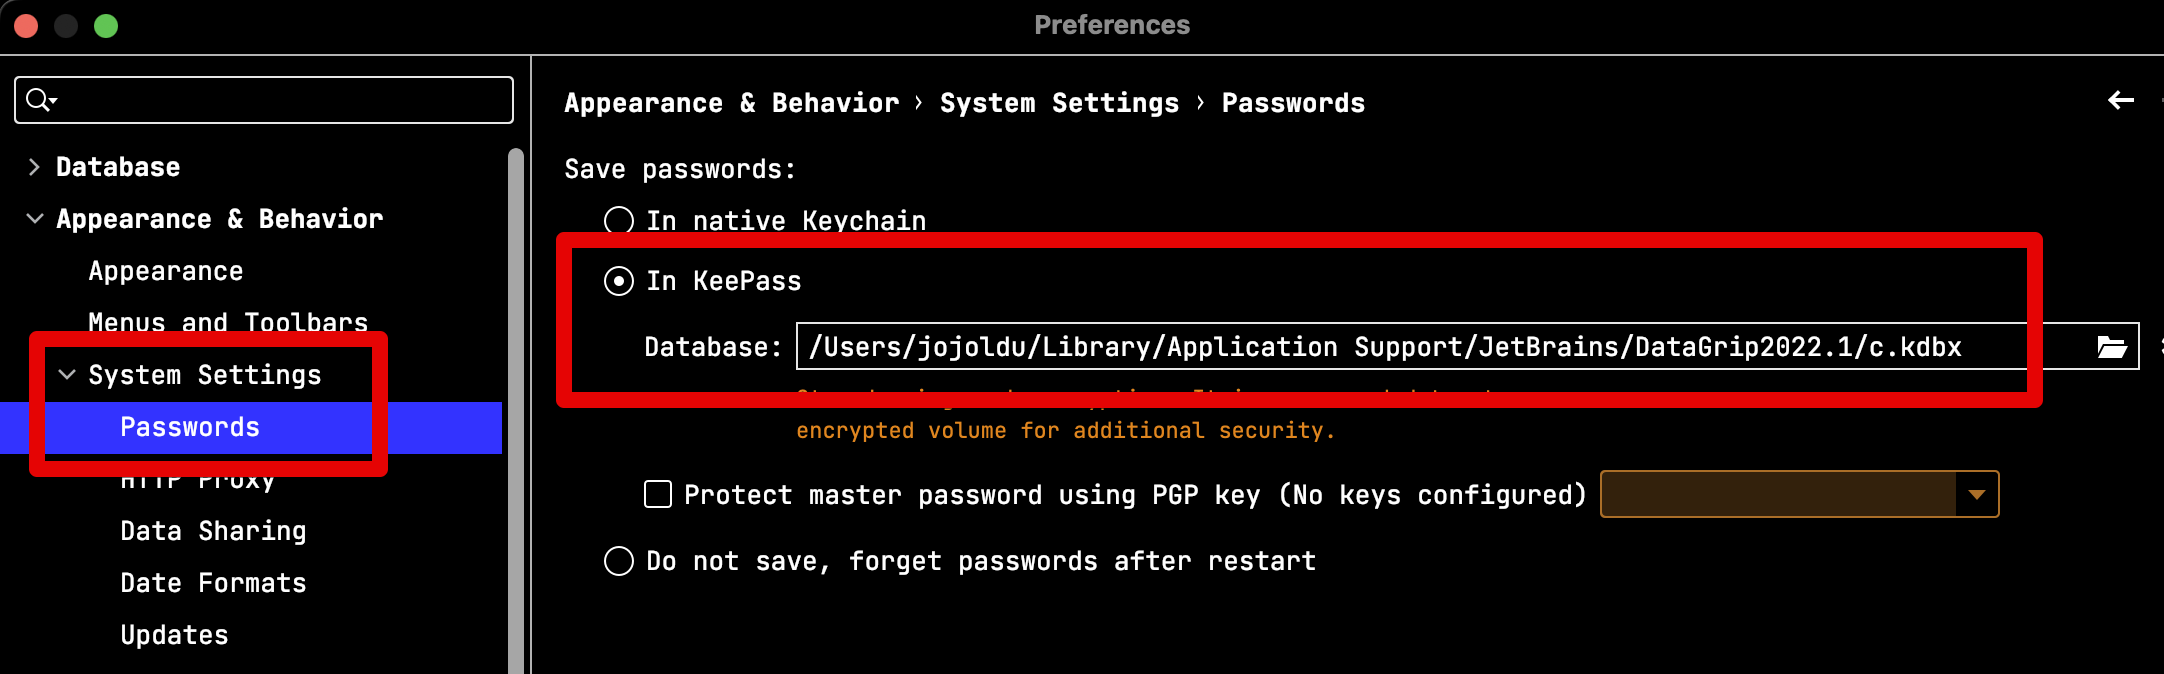 Preferences
Database
Appearance & Behavior
Appearance
Menus and Toolbars
System Settings
Passwords
HTTP Proxy
Data Sharing
Date Formats
Updates
Appearance & Behavior › System Settings › Passwords
Save passwords:
In native Keychain
In KeePass
Database: /Users/jojoldu/Library/Application Support/JetBrains/DataGrip2022.1/c.kdbx
encrypted volume for additional security.
Protect master password using PGP key (No keys configured)
Do not save, forget passwords after restart